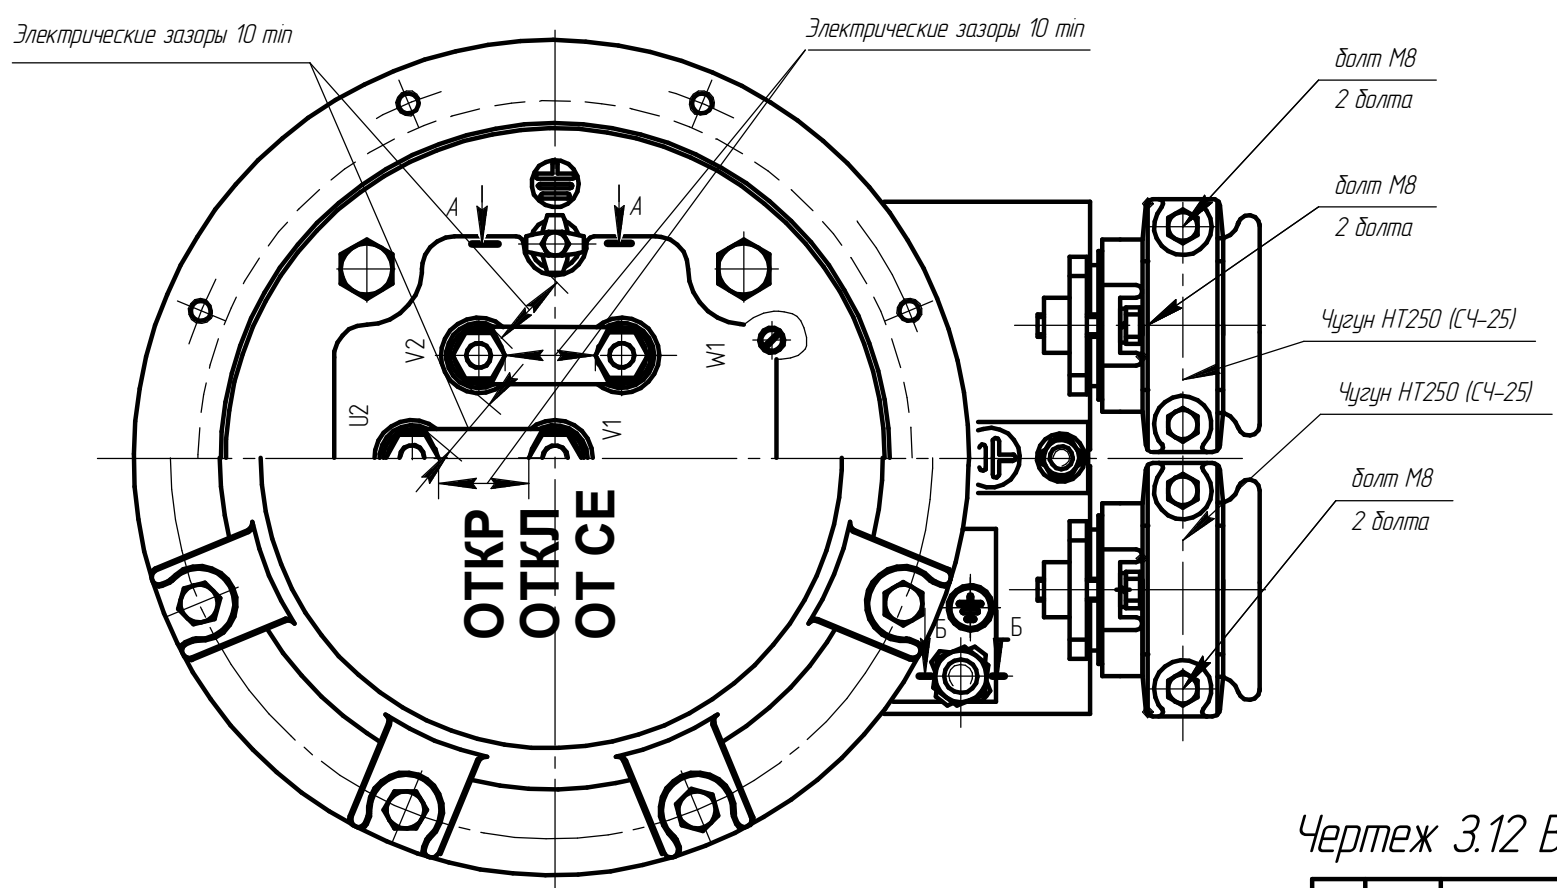 Электрические зазоры 10 min
Электрические зазоры 10 min
болт М8
2 болта
болт М8
2 болта
Чугун НТ250 (СЧ-25)
Чугун НТ250 (СЧ-25)
болт М8
2 болта
А
А
V2
W1
U2
V1
ОТКР
ОТКЛ
ОТ СЕ
Б
Б
Чертеж 3.12 В